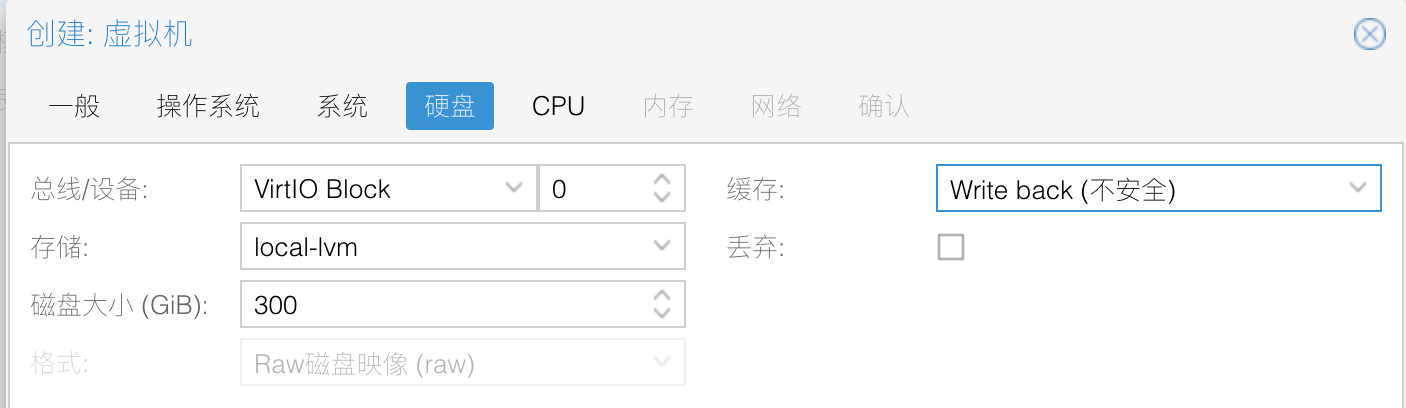 创建: 虚拟机
一般 操作系统 系统 硬盘 CPU 内存 网络 确认
总线/设备: VirtIO Block 0 缓存: Write back (不安全)
存储: local-lvm 丢弃:
磁盘大小 (GiB): 300
格式: Raw磁盘映像 (raw)